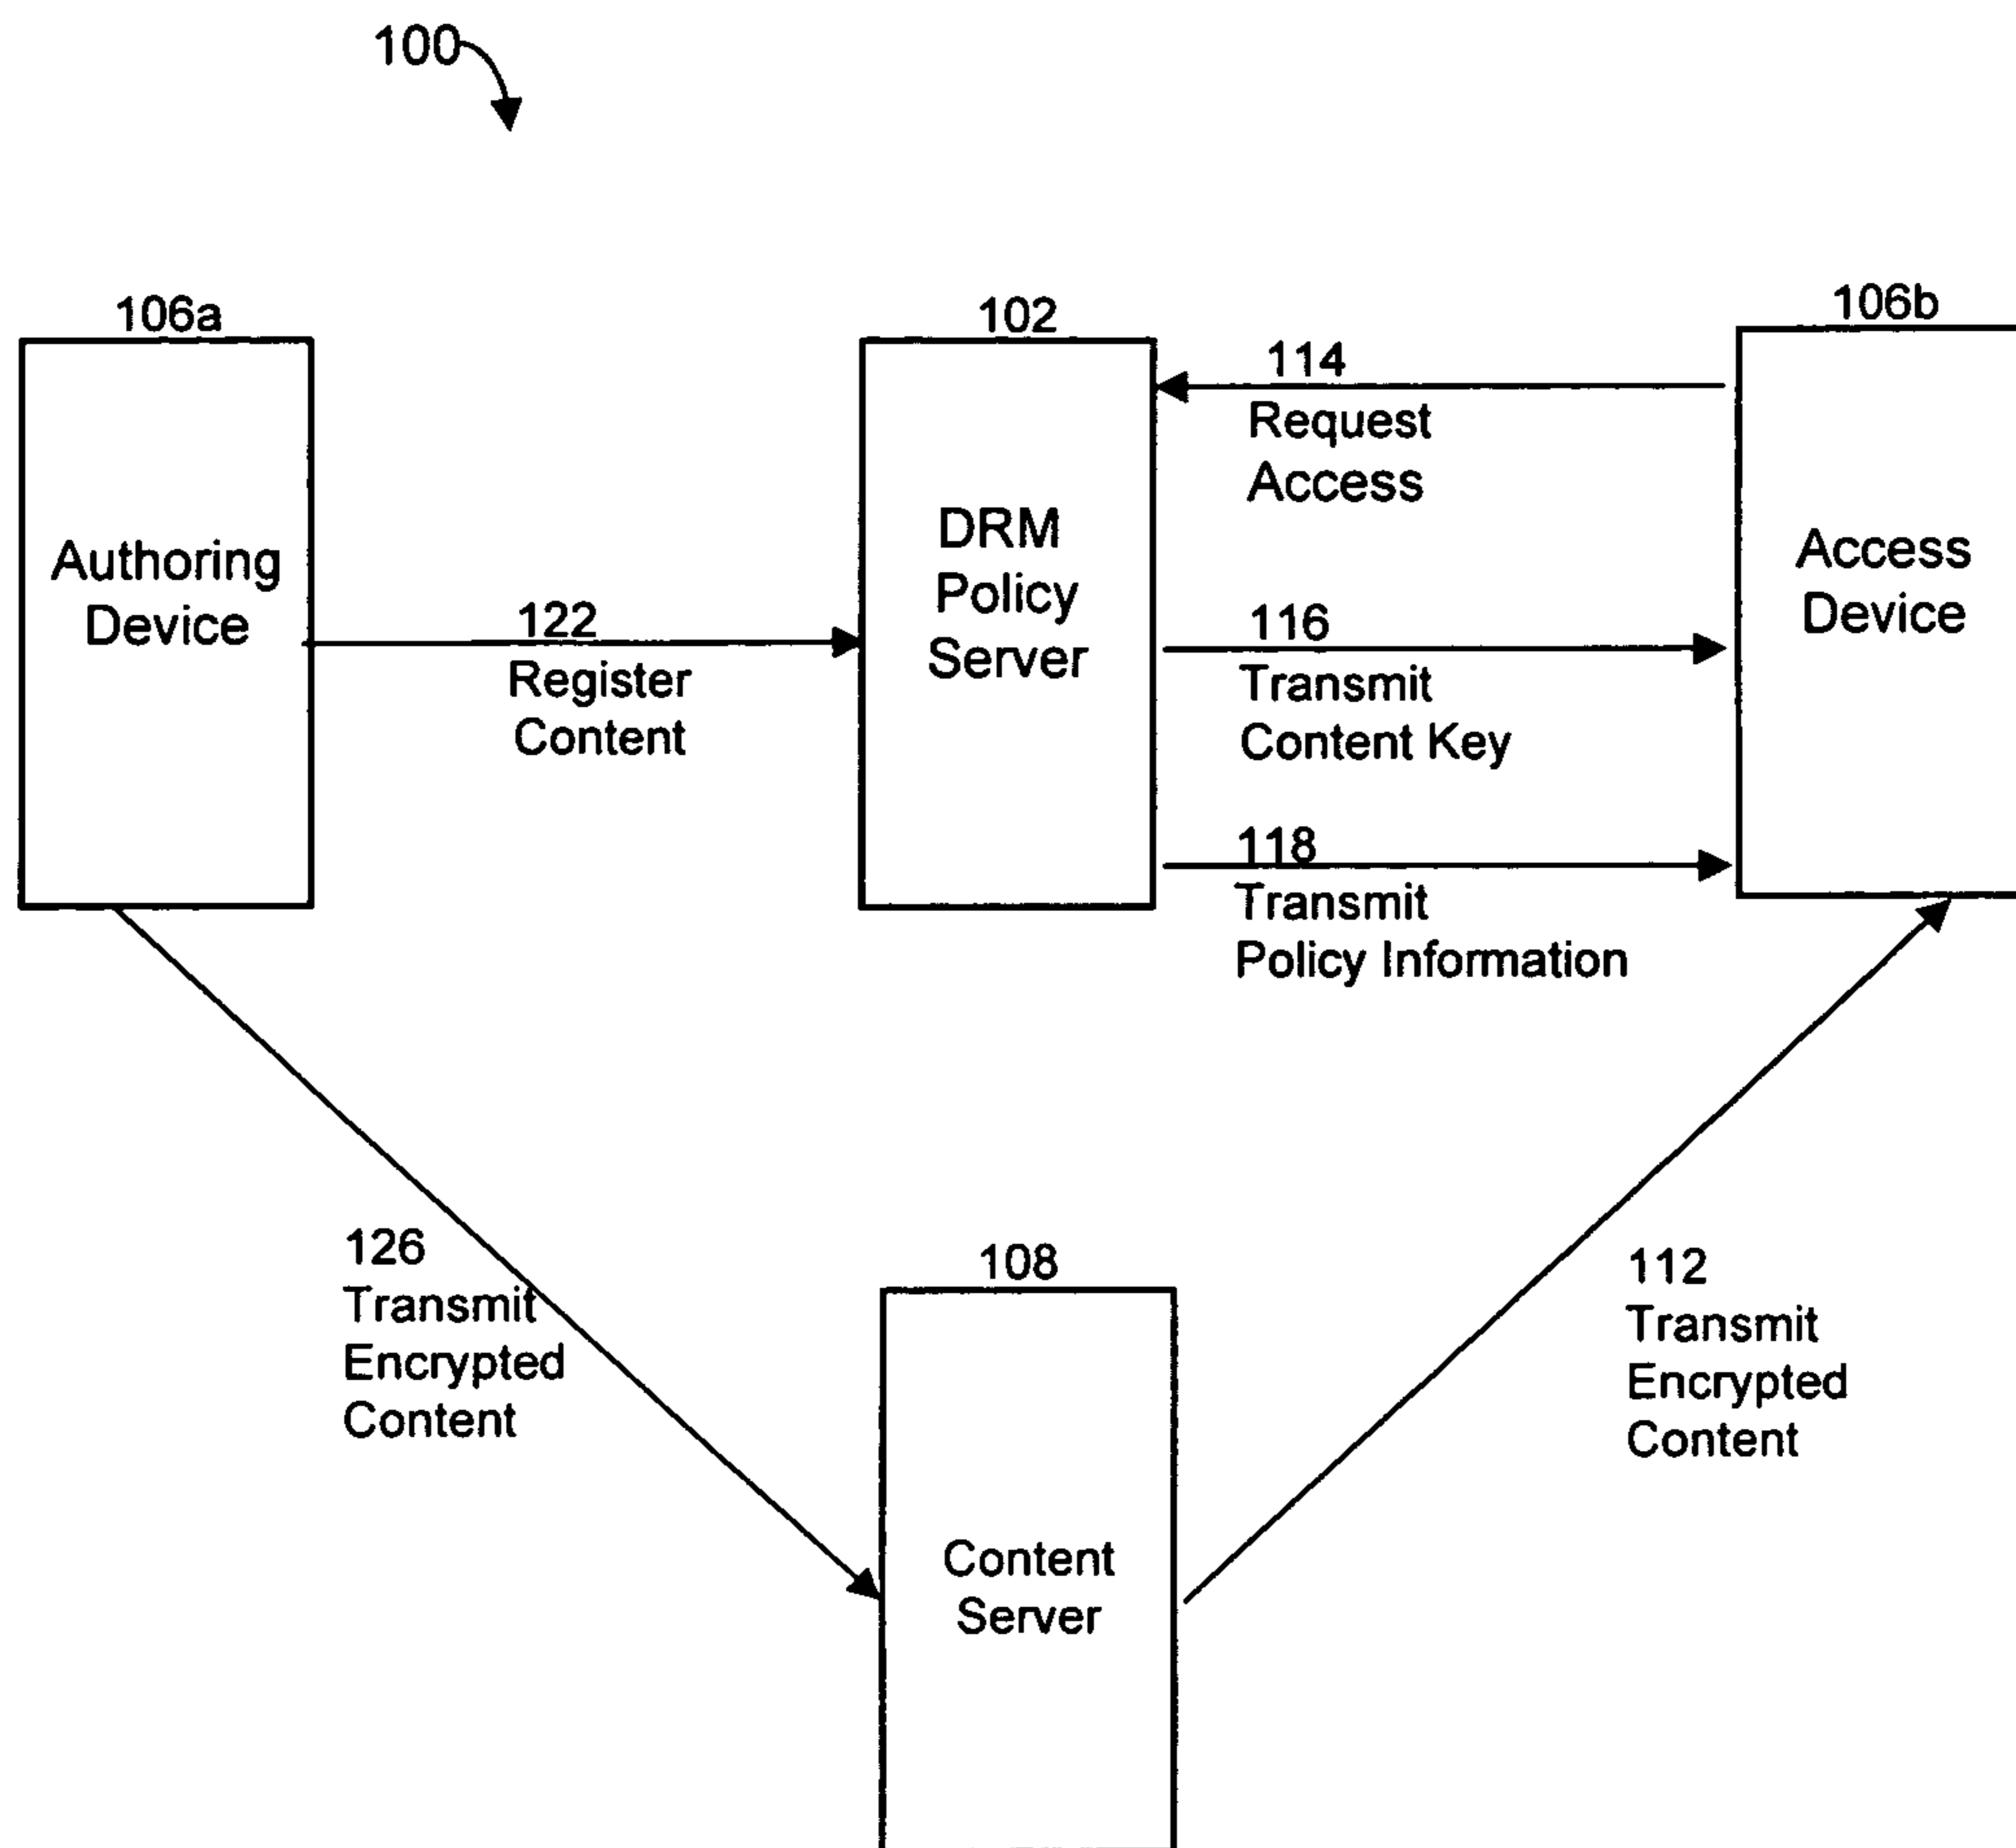 100
106a
102
106b
Authoring
Device
122
Register
Content
DRM
Policy
Server
114
Request
Access
116
Transmit
Content Key
118
Transmit
Policy Information
Access
Device
126
Transmit
Encrypted
Content
108
Content
Server
112
Transmit
Encrypted
Content